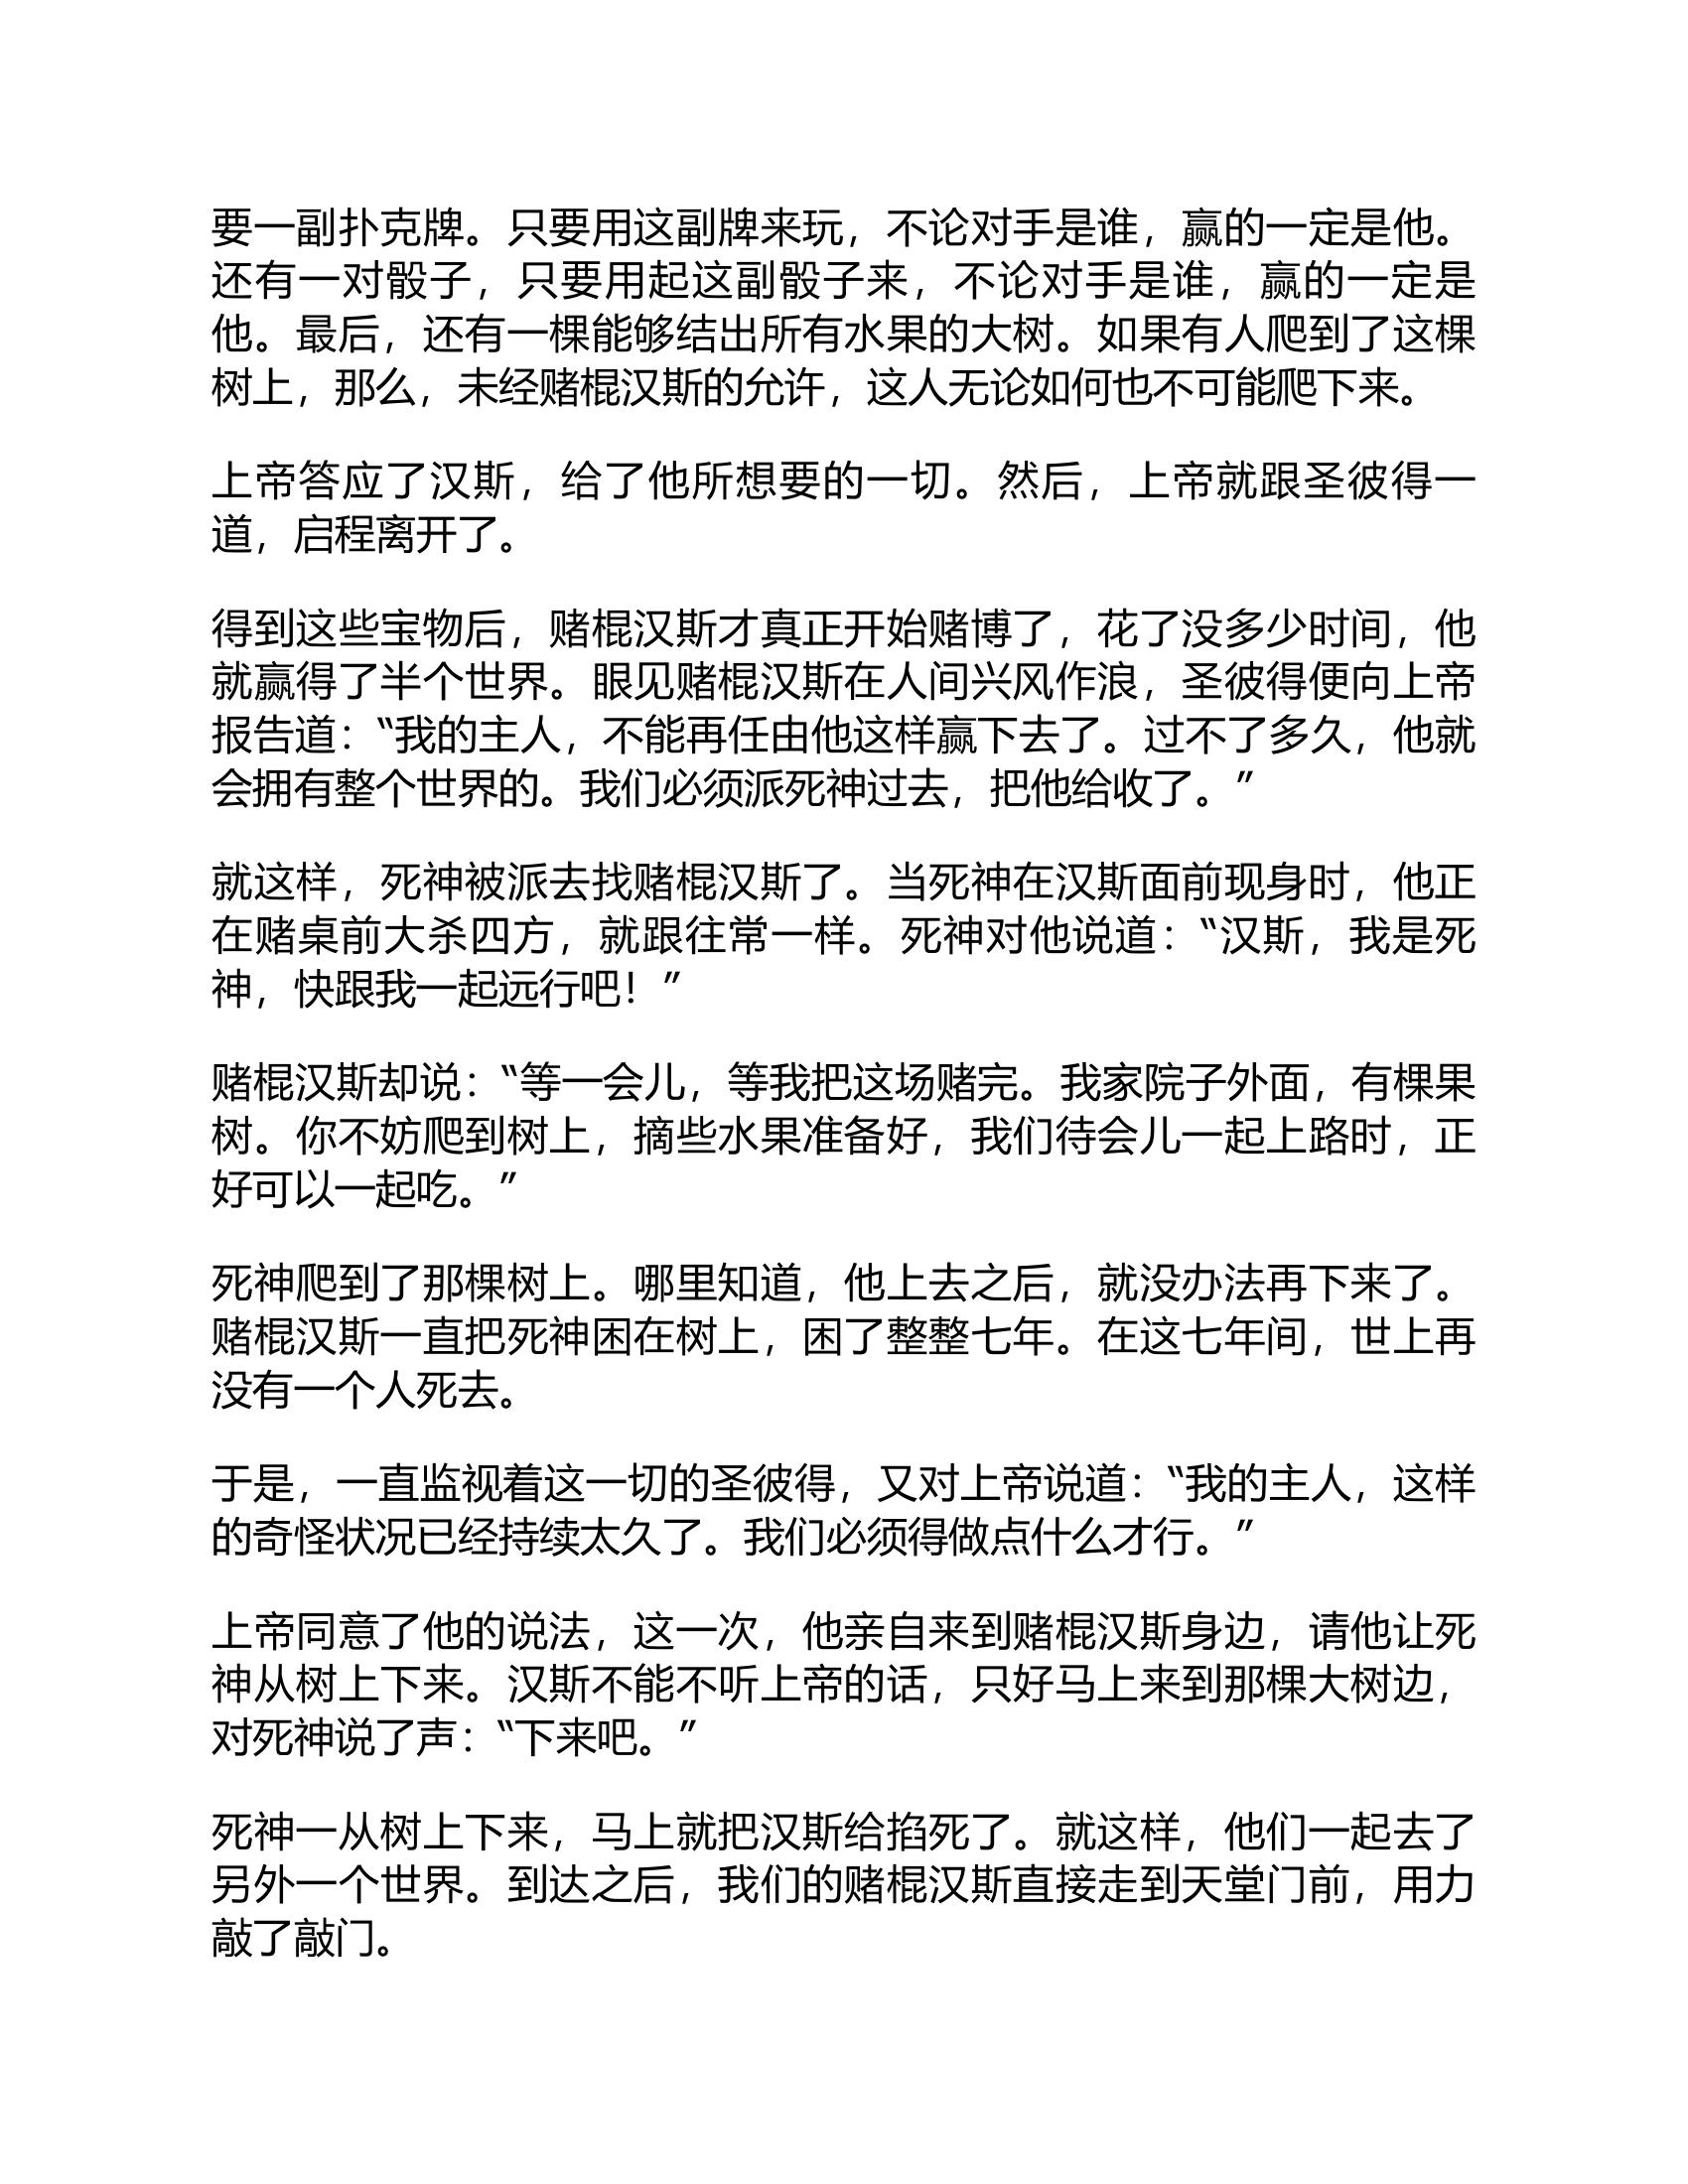 要一副扑克牌。只要用这副牌来玩，不论对手是谁，赢的一定是他。
还有一对骰子，只要用起这副骰子来，不论对手是谁，赢的一定是
他。最后，还有一棵能够结出所有水果的大树。如果有人爬到了这棵
树上，那么，未经赌棍汉斯的允许，这人无论如何也不可能爬下来。
上帝答应了汉斯，给了他所想要的一切。然后，上帝就跟圣彼得一
道，启程离开了。
得到这些宝物后，赌棍汉斯才真正开始赌博了，花了没多少时间，他
就赢得了半个世界。眼见赌棍汉斯在人间兴风作浪，圣彼得便向上帝
报告道：“我的主人，不能再任由他这样赢下去了。过不了多久，他就
会拥有整个世界的。我们必须派死神过去，把他给收了。”
就这样，死神被派去找赌棍汉斯了。当死神在汉斯面前现身时，他正
在赌桌前大杀四方，就跟往常一样。死神对他说道：“汉斯，我是死
神，快跟我一起远行吧！”
赌棍汉斯却说：“等一会儿，等我把这场赌完。我家院子外面，有棵果
树。你不妨爬到树上，摘些水果准备好，我们待会儿一起上路时，正
好可以一起吃。”
死神爬到了那棵树上。哪里知道，他上去之后，就没办法再下来了。
赌棍汉斯一直把死神困在树上，困了整整七年。在这七年间，世上再
没有一个人死去。
于是，一直监视着这一切的圣彼得，又对上帝说道：“我的主人，这样
的奇怪状况已经持续太久了。我们必须得做点什么才行。”
上帝同意了他的说法，这一次，他亲自来到赌棍汉斯身边，请他让死
神从树上下来。汉斯不能不听上帝的话，只好马上来到那棵大树边，
对死神说了声：“下来吧。”
死神一从树上下来，马上就把汉斯给掐死了。就这样，他们一起去了
另外一个世界。到达之后，我们的赌棍汉斯直接走到天堂门前，用力
敲了敲门。